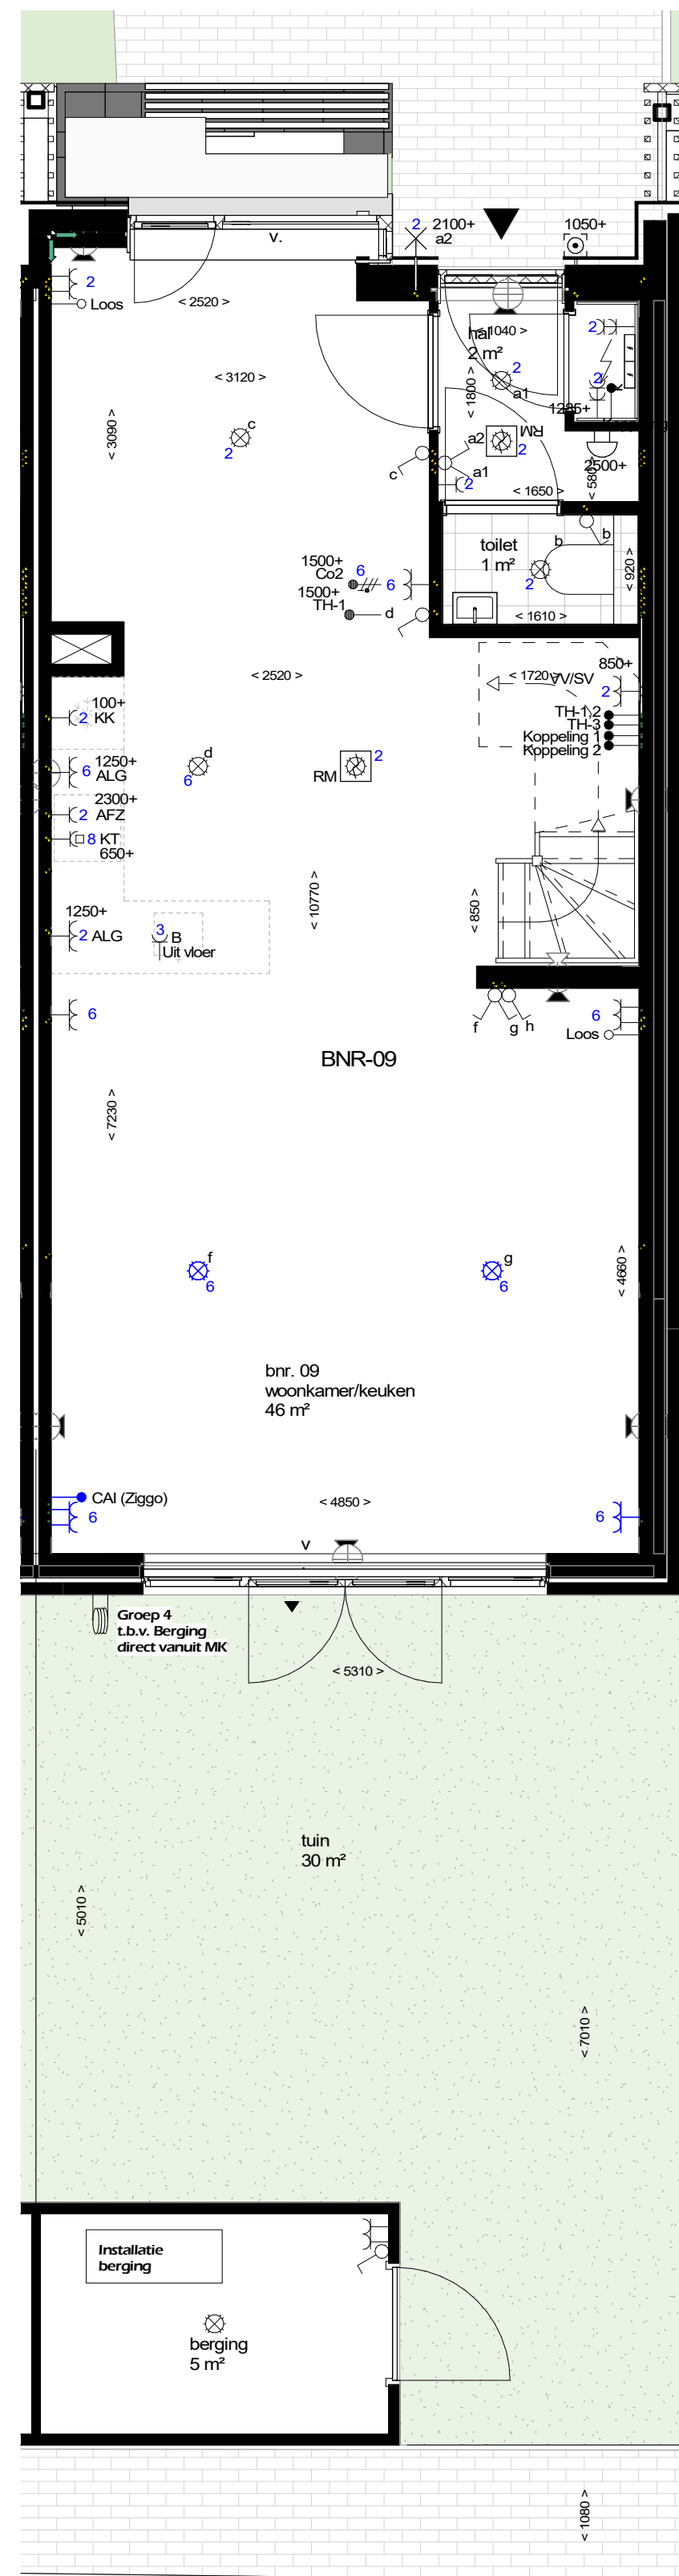 2
2100+
a2
1050+
v.
2
Loos
< 2520 >
< 1040 >
hal
2 m²
2
< 3120 >
2
a1
2
K
< 1800 >
1285+
< 3090 >
c
2
a2
RM
2
2500+
c
a1
2
< 580 >
< 1650 >
b
b
toilet
1 m²
2
< 920 >
1500+
Co2
6
6
1500+
TH-1
d
< 1610 >
850+
< 2520 >
< 1720 >
VV/SV
2
100+
2 KK
TH-1,2
TH-3
Koppeling 1
Koppeling 2
d
6
RM
2
1250+
6 ALG
2300+
2 AFZ
8 KT
650+
< 10770 >
< 850 >
1250+
2 ALG
3
B
Uit vloer
6
f
g
h
6
Loos
BNR-09
< 7230 >
f
6
g
6
< 4660 >
bnr. 09
woonkamer/keuken
46 m²
CAI (Ziggo)
6
< 4850 >
6
v
Groep 4
t.b.v. Berging
direct vanuit MK
< 5310 >
tuin
30 m²
< 5010 >
< 7010 >
Installatie
berging
berging
5 m²
< 1080 >